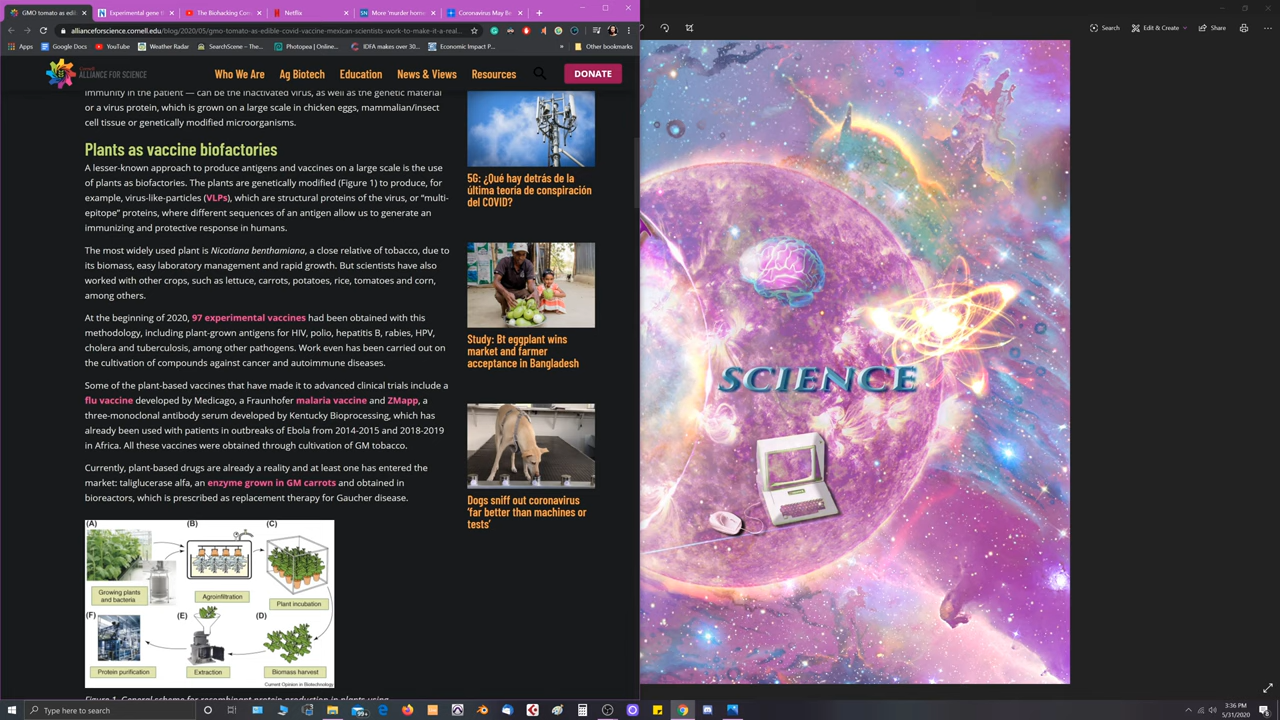 GMO tomato as edi
Experimental gene t
The Biohacking Con
Netflix
More 'murder horne
Coronavirus May Be
allianceforscience.cornell.edu/blog/2020/05/gmo-tomato-as-edible-covid-vaccine-mexican-scientists-work-to-make-it-a-real...
Apps
Google Docs
YouTube
Weather Radar
SearchScene – The...
Photopea | Online...
IDFA makes over 30...
Economic Impact P...
»
Other bookmarks
Search
Edit & Create
Share
ALLIANCE FOR SCIENCE
Who We Are
Ag Biotech
Education
News & Views
Resources
DONATE
immunity in the patient — can be the inactivated virus, as well as the genetic material
or a virus protein, which is grown on a large scale in chicken eggs, mammalian/insect
cell tissue or genetically modified microorganisms.
Plants as vaccine biofactories
A lesser-known approach to produce antigens and vaccines on a large scale is the use
of plants as biofactories. The plants are genetically modified (Figure 1) to produce, for
example, virus-like-particles (VLPs), which are structural proteins of the virus, or “multi-
epitope” proteins, where different sequences of an antigen allow us to generate an
immunizing and protective response in humans.
The most widely used plant is Nicotiana benthamiana, a close relative of tobacco, due to
its biomass, easy laboratory management and rapid growth. But scientists have also
worked with other crops, such as lettuce, carrots, potatoes, rice, tomatoes and corn,
among others.
At the beginning of 2020, 97 experimental vaccines had been obtained with this
methodology, including plant-grown antigens for HIV, polio, hepatitis B, rabies, HPV,
cholera and tuberculosis, among other pathogens. Work even has been carried out on
the cultivation of compounds against cancer and autoimmune diseases.
Some of the plant-based vaccines that have made it to advanced clinical trials include a
flu vaccine developed by Medicago, a Fraunhofer malaria vaccine and ZMapp, a
three-monoclonal antibody serum developed by Kentucky Bioprocessing, which has
already been used with patients in outbreaks of Ebola from 2014-2015 and 2018-2019
in Africa. All these vaccines were obtained through cultivation of GM tobacco.
Currently, plant-based drugs are already a reality and at least one has entered the
market: taliglucerase alfa, an enzyme grown in GM carrots and obtained in
bioreactors, which is prescribed as replacement therapy for Gaucher disease.
(A)
(B)
(C)
Growing plants
and bacteria
Agroinfiltration
Plant incubation
(F)
(E)
(D)
Protein purification
Extraction
Biomass harvest
Current Opinion in Biotechnology
Figure 1. General scheme for recombinant protein production in plants using
5G: ¿Qué hay detrás de la
última teoría de conspiración
del COVID?
Study: Bt eggplant wins
market and farmer
acceptance in Bangladesh
Dogs sniff out coronavirus
‘far better than machines or
tests’
SCIENCE
Type here to search
99+
3:36 PM
5/31/2020